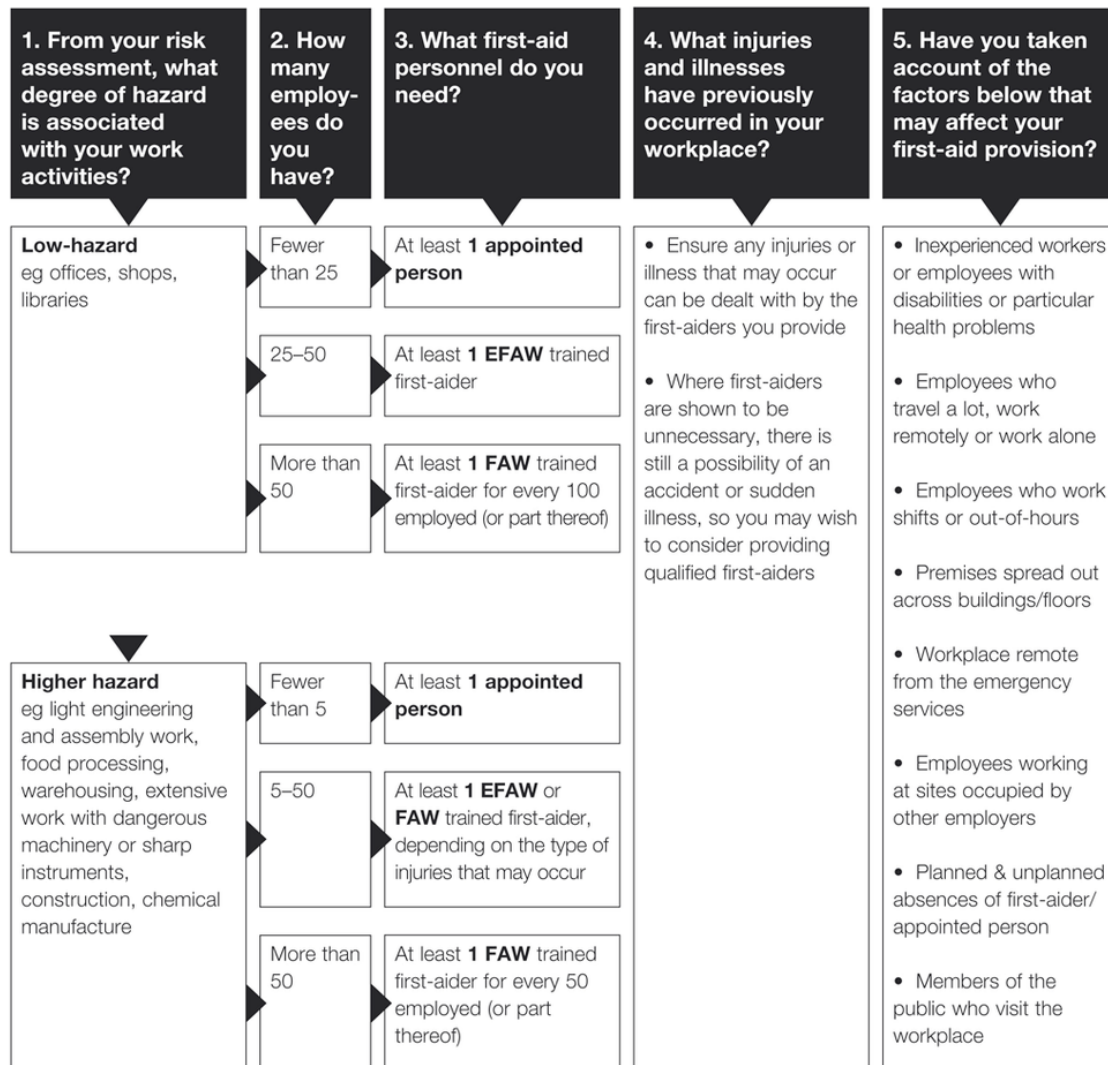 1. From your risk
assessment, what
degree of hazard
is associated
with your work
activities?
2. How
many
employ-
ees do
you
have?
3. What first-aid
personnel do you
need?
4. What injuries
and illnesses
have previously
occurred in your
workplace?
5. Have you taken
account of the
factors below that
may affect your
first-aid provision?
Low-hazard
eg offices, shops,
libraries
Fewer
than 25
At least 1 appointed
person
25–50
At least 1 EFAW trained
first-aider
More than
50
At least 1 FAW trained
first-aider for every 100
employed (or part thereof)
Higher hazard
eg light engineering
and assembly work,
food processing,
warehousing, extensive
work with dangerous
machinery or sharp
instruments,
construction, chemical
manufacture
Fewer
than 5
At least 1 appointed
person
5–50
At least 1 EFAW or
FAW trained first-aider,
depending on the type of
injuries that may occur
More than
50
At least 1 FAW trained
first-aider for every 50
employed (or part
thereof)
• Ensure any injuries or
illness that may occur
can be dealt with by the
first-aiders you provide
• Where first-aiders
are shown to be
unnecessary, there is
still a possibility of an
accident or sudden
illness, so you may wish
to consider providing
qualified first-aiders
• Inexperienced workers
or employees with
disabilities or particular
health problems
• Employees who
travel a lot, work
remotely or work alone
• Employees who work
shifts or out-of-hours
• Premises spread out
across buildings/floors
• Workplace remote
from the emergency
services
• Employees working
at sites occupied by
other employers
• Planned & unplanned
absences of first-aider/
appointed person
• Members of the
public who visit the
workplace